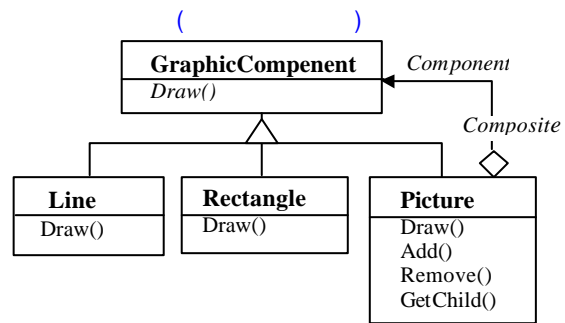 ( )
GraphicCompenent
Draw()
Component
Composite
Line
Draw()
Rectangle
Draw()
Picture
Draw()
Add()
Remove()
GetChild()